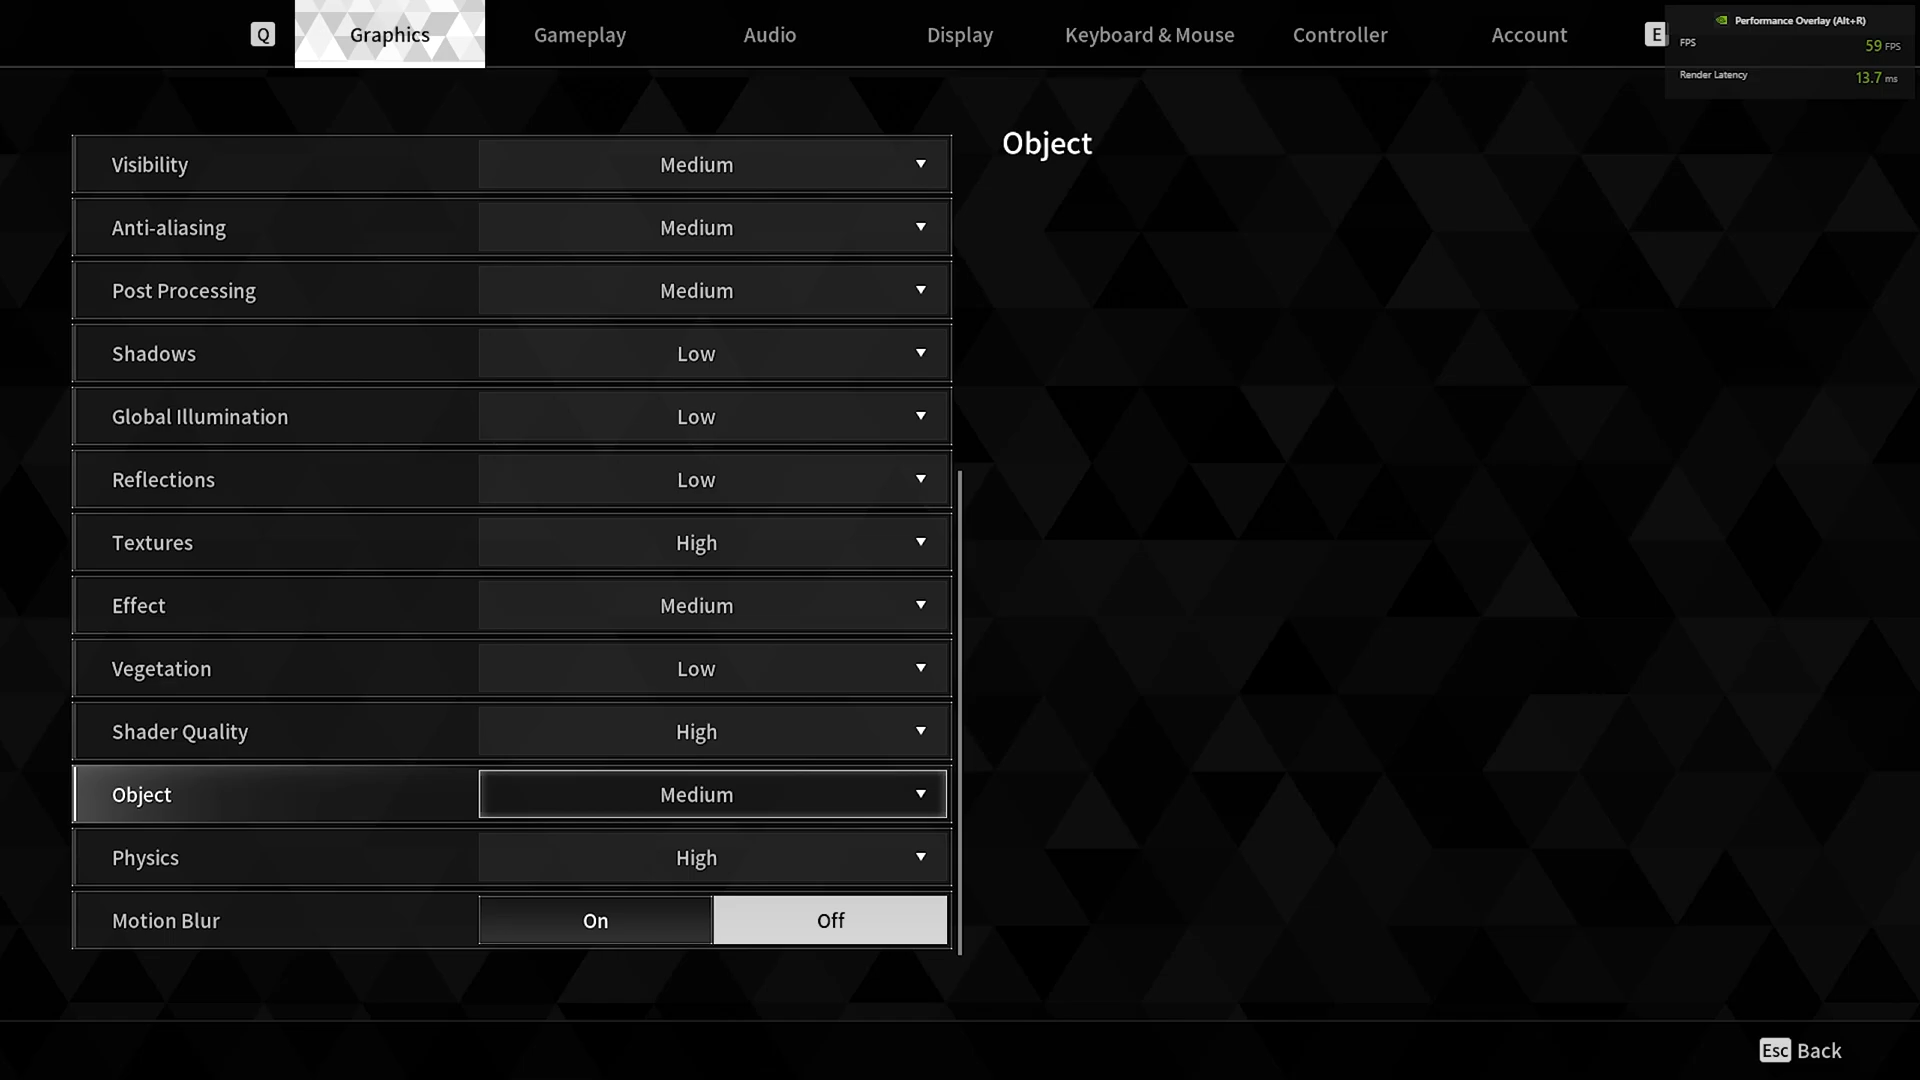 Q
Graphics
Gameplay
Audio
Display
Keyboard & Mouse
Controller
Account
E
Performance Overlay (Alt+R)
FPS 59 FPS
Render Latency 13.7 ms
Visibility Medium
Anti-aliasing Medium
Post Processing Medium
Shadows Low
Global Illumination Low
Reflections Low
Textures High
Effect Medium
Vegetation Low
Shader Quality High
Object Medium
Physics High
Motion Blur On Off
Object
Esc Back